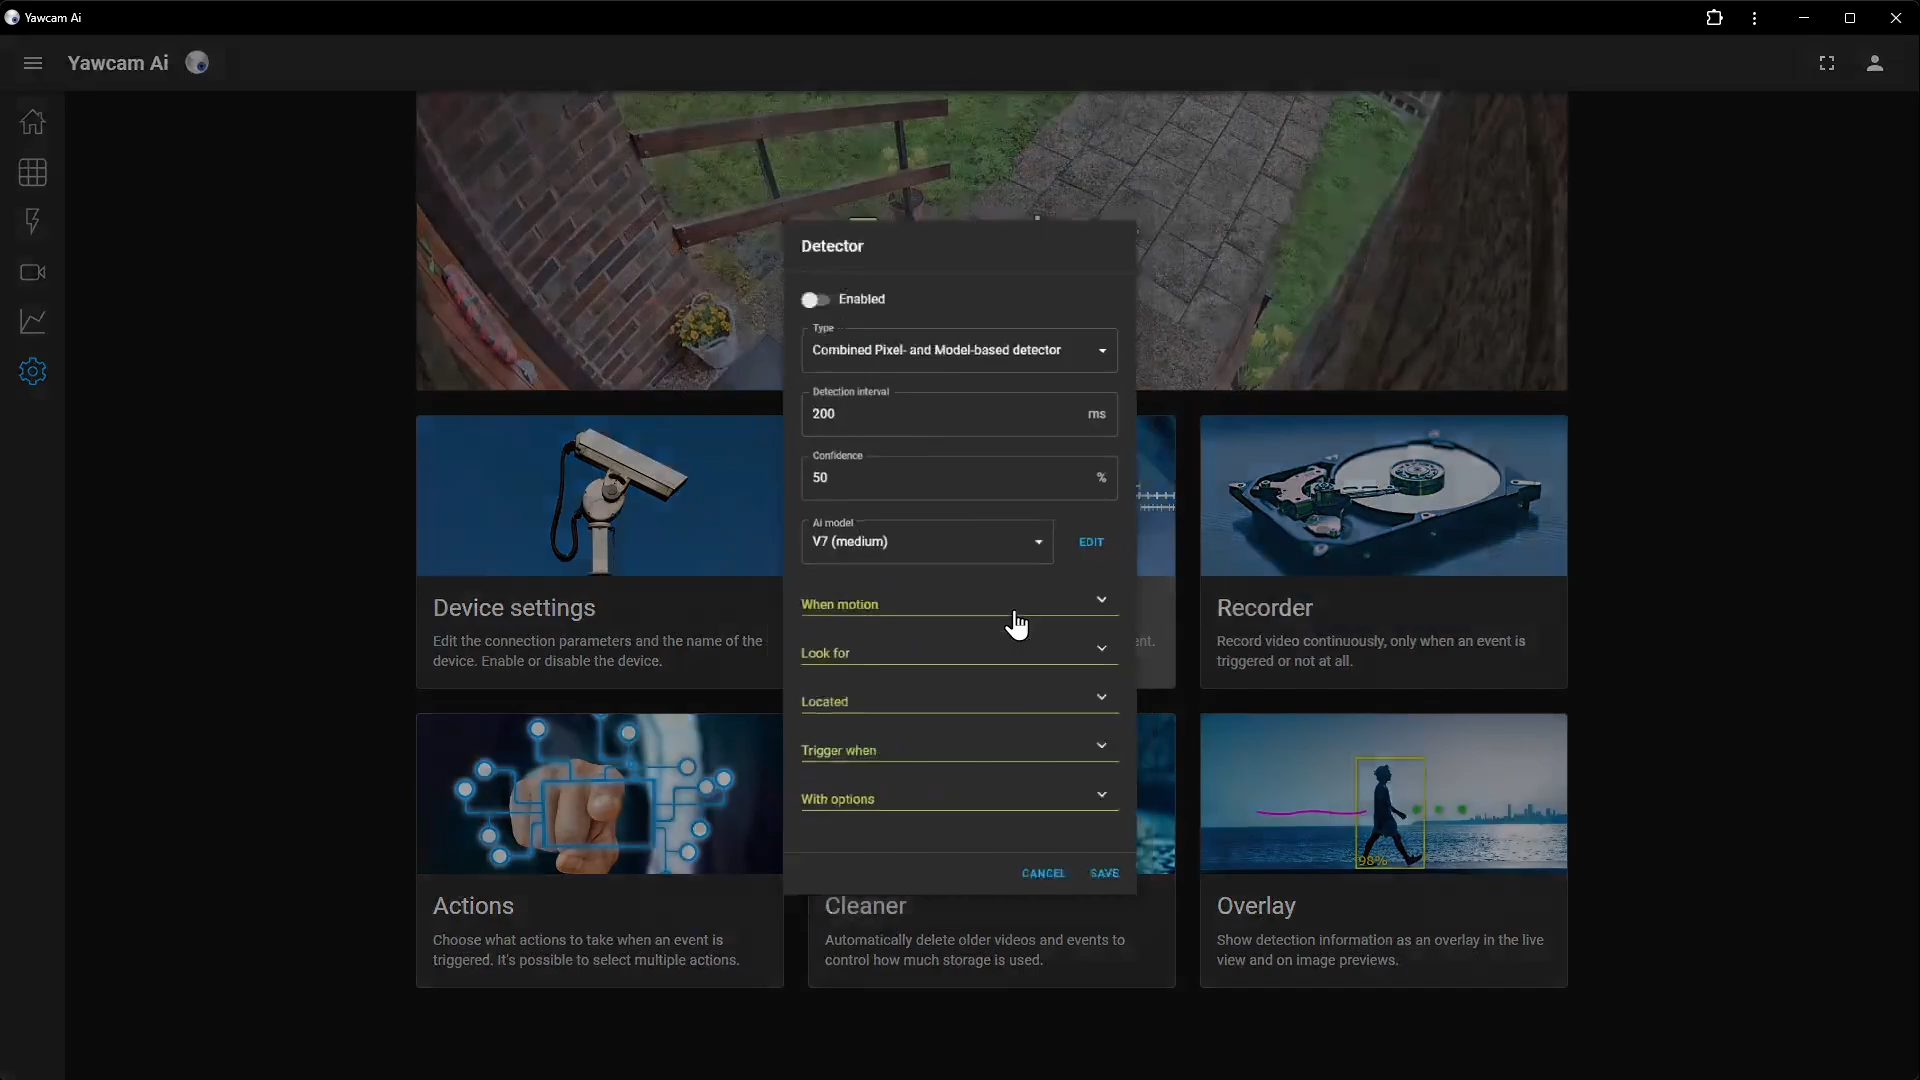 Yawcam Ai
Yawcam Ai
Detector
Enabled
Type
Combined Pixel- and Model-based detector
Detection interval
200
ms
Confidence
50
%
Ai model
V7 (medium)
EDIT
When motion
Look for
Located
Trigger when
With options
CANCEL
SAVE
Device settings
Edit the connection parameters and the name of the
device. Enable or disable the device.
ent.
Recorder
Record video continuously, only when an event is
triggered or not at all.
Actions
Choose what actions to take when an event is
triggered. It's possible to select multiple actions.
Cleaner
Automatically delete older videos and events to
control how much storage is used.
98%
Overlay
Show detection information as an overlay in the live
view and on image previews.